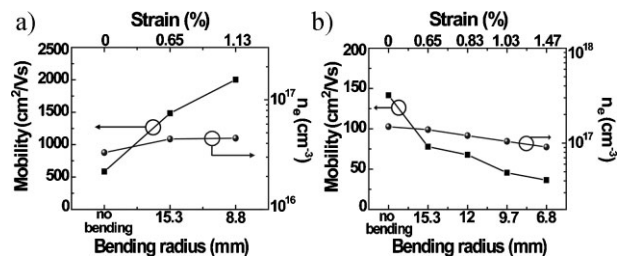 a)
Strain (%)
0 0.65 1.13
Mobility (cm²/Vs)
2500
2000
1500
1000
500
0
10¹⁷
10¹⁶
nₑ (cm⁻³)
no bending 15.3 8.8
Bending radius (mm)
b)
Strain (%)
0 0.65 0.83 1.03 1.47
Mobility (cm²/Vs)
200
150
100
50
0
10¹⁸
10¹⁷
nₑ (cm⁻³)
no bending 15.3 12 9.7 6.8
Bending radius (mm)